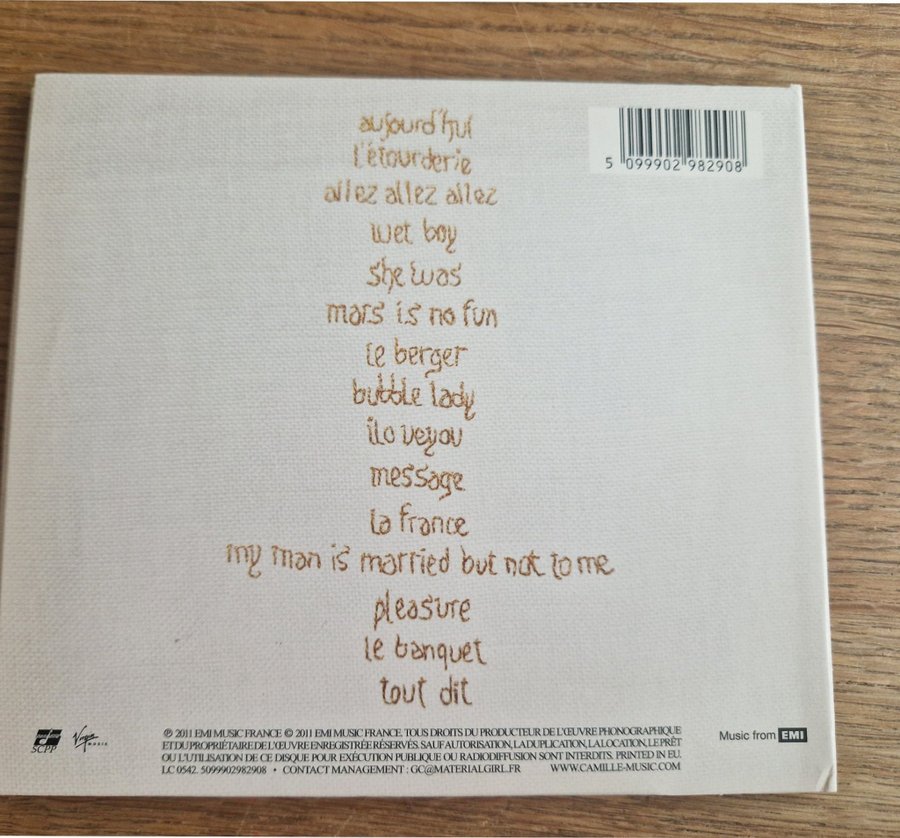 aujourd'hui
l'étourderie
allez allez allez
wet boy
she was
mars is no fun
le berger
bubble lady
ilo veyou
message
la france
my man is married but not to me
pleasure
le banquet
tout dit
5 099902 982908
SCPP
Virgin
MUSIC
℗ 2011 EMI MUSIC FRANCE © 2011 EMI MUSIC FRANCE. TOUS DROITS DU PRODUCTEUR DE L'ŒUVRE PHONOGRAPHIQUE
ET DU PROPRIÉTAIRE DE L'ŒUVRE ENREGISTRÉE RÉSERVÉS. SAUF AUTORISATION, LA DUPLICATION, LA LOCATION, LE PRÊT
OU L'UTILISATION DE CE DISQUE POUR EXÉCUTION PUBLIQUE OU RADIODIFFUSION SONT INTERDITS. PRINTED IN EU.
LC 0542. 5099902982908 • CONTACT MANAGEMENT : GC@MATERIALGIRL.FR WWW.CAMILLE-MUSIC.COM
Music from EMI